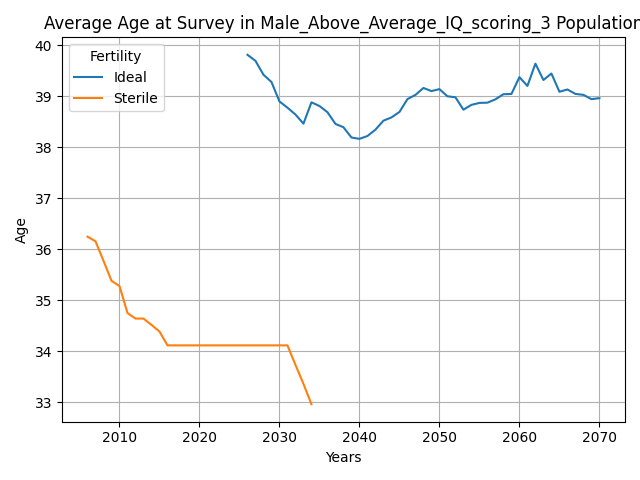 Average Age at Survey in Male_Above_Average_IQ_scoring_3 Population
Fertility
Ideal
Sterile
40
39
38
37
36
35
34
33
Age
2010 2020 2030 2040 2050 2060 2070
Years